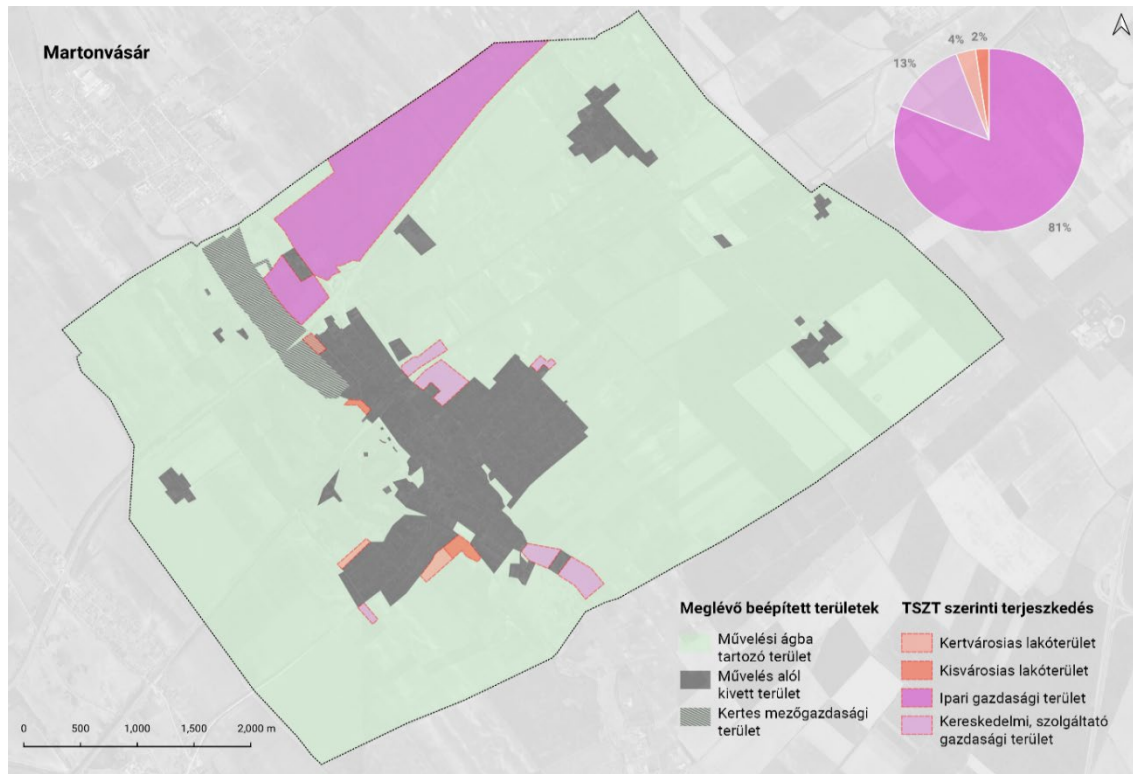 Martonvásár
4%
2%
13%
81%
Meglévő beépített területek
Művelési ágba
tartozó terület
Művelés alól
kivett terület
Kertes mezőgazdasági
terület
TSZT szerinti terjeszkedés
Kertvárosias lakóterület
Kisvárosias lakóterület
Ipari gazdasági terület
Kereskedelmi, szolgáltató
gazdasági terület
0 500 1,000 1,500 2,000 m